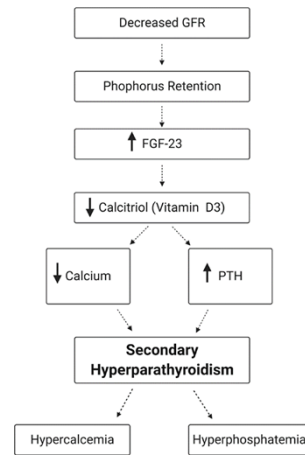 Decreased GFR
Phophorus Retention
FGF-23
Calcitriol (Vitamin D3)
Calcium
PTH
Secondary
Hyperparathyroidism
Hypercalcemia
Hyperphosphatemia